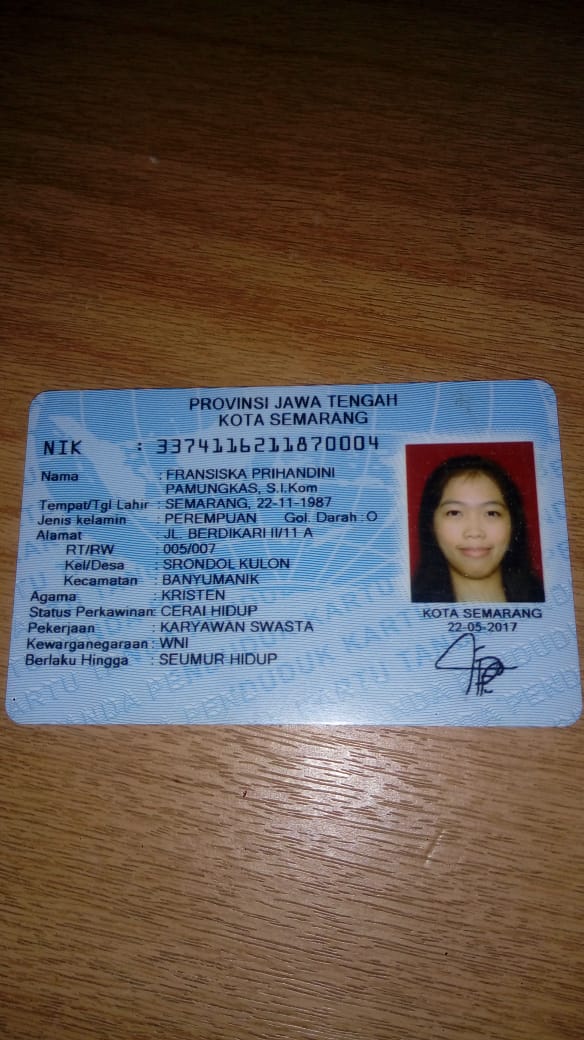 PROVINSI JAWA TENGAH
KOTA SEMARANG
NIK : 3374116211870004
Nama : FRANSISKA PRIHANDINI
PAMUNGKAS, S.I.Kom
Tempat/Tgl Lahir : SEMARANG, 22-11-1987
Jenis kelamin : PEREMPUAN Gol. Darah : O
Alamat : JL. BERDIKARI II/11 A
RT/RW : 005/007
Kel/Desa : SRONDOL KULON
Kecamatan : BANYUMANIK
Agama : KRISTEN
Status Perkawinan: CERAI HIDUP
Pekerjaan : KARYAWAN SWASTA
Kewarganegaraan: WNI
Berlaku Hingga : SEUMUR HIDUP
KOTA SEMARANG
22-05-2017